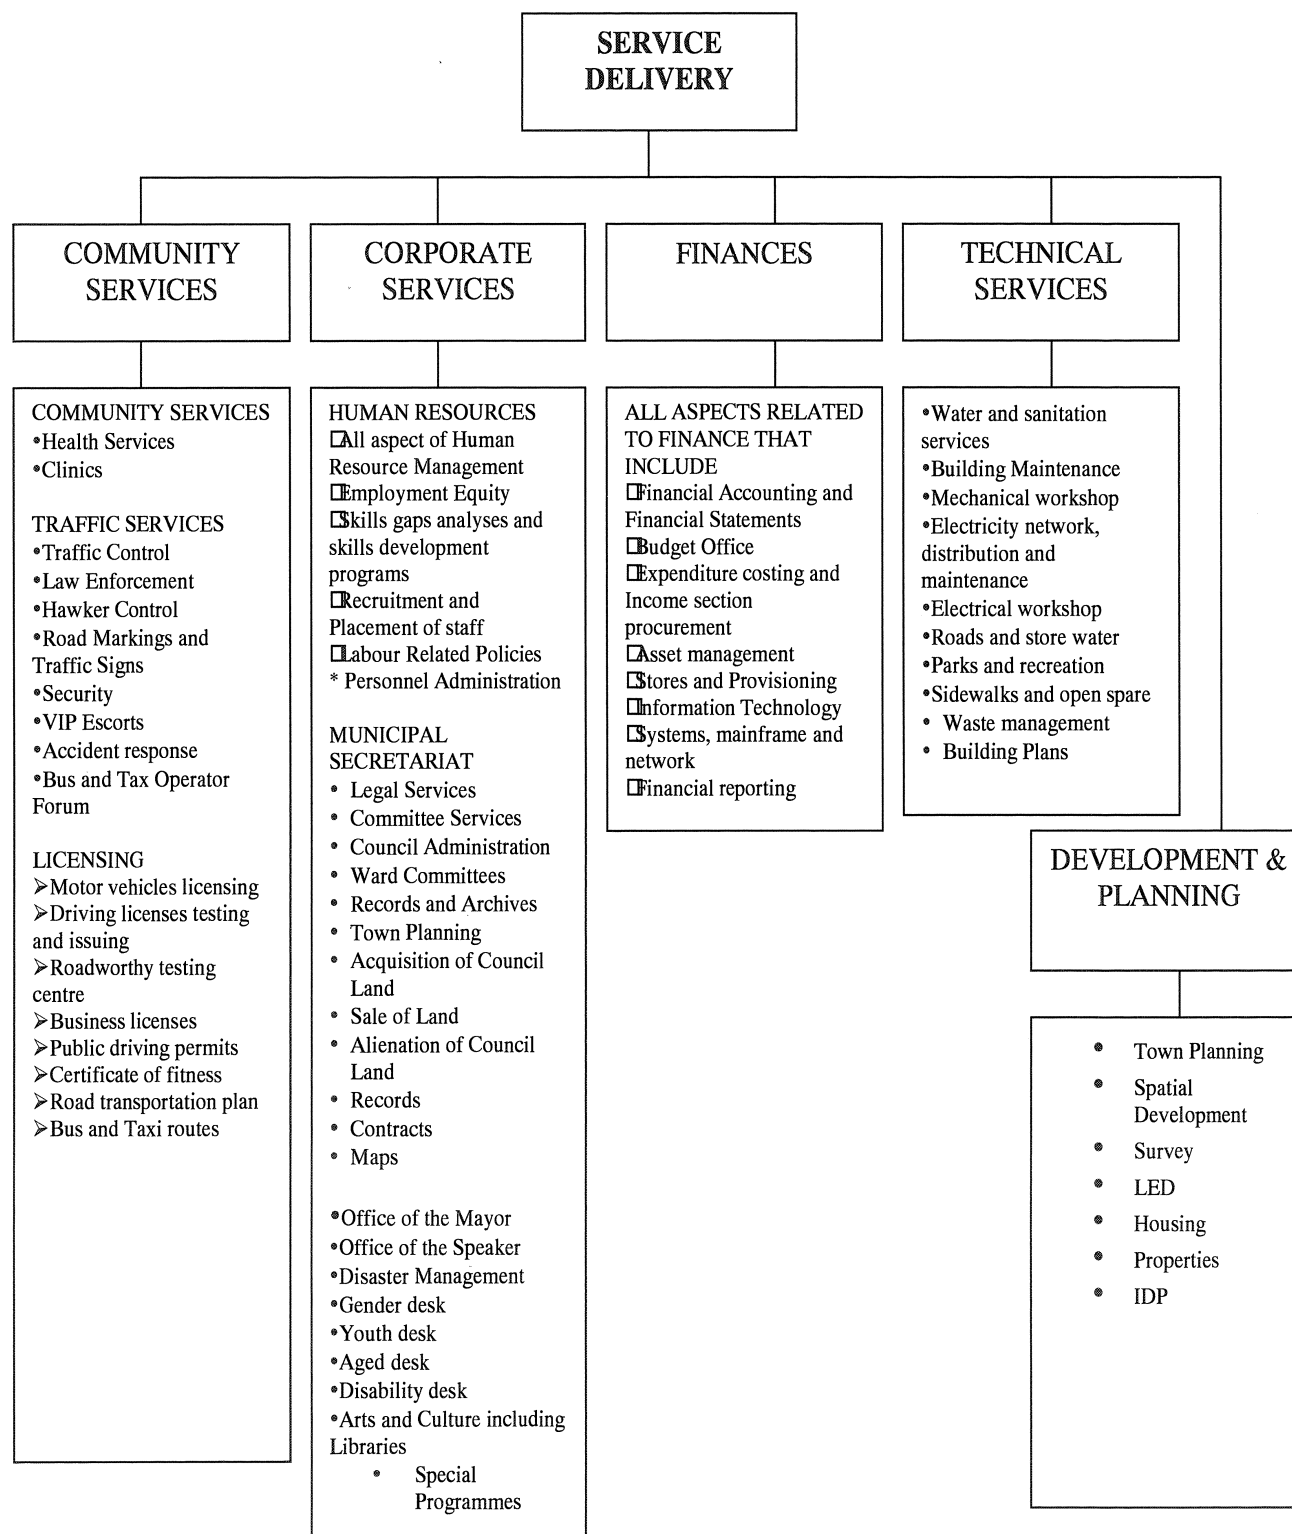 SERVICE
DELIVERY
COMMUNITY
SERVICES
CORPORATE
SERVICES
FINANCES
TECHNICAL
SERVICES
COMMUNITY SERVICES
•Health Services
•Clinics
TRAFFIC SERVICES
•Traffic Control
•Law Enforcement
•Hawker Control
•Road Markings and
Traffic Signs
•Security
•VIP Escorts
•Accident response
•Bus and Tax Operator
Forum
LICENSING
➢Motor vehicles licensing
➢Driving licenses testing
and issuing
➢Roadworthy testing
centre
➢Business licenses
➢Public driving permits
➢Certificate of fitness
➢Road transportation plan
➢Bus and Taxi routes
HUMAN RESOURCES
□All aspect of Human
Resource Management
□Employment Equity
□Skills gaps analyses and
skills development
programs
□Recruitment and
Placement of staff
□Labour Related Policies
* Personnel Administration
MUNICIPAL
SECRETARIAT
• Legal Services
• Committee Services
• Council Administration
• Ward Committees
• Records and Archives
• Town Planning
• Acquisition of Council
Land
• Sale of Land
• Alienation of Council
Land
• Records
• Contracts
• Maps
•Office of the Mayor
•Office of the Speaker
•Disaster Management
•Gender desk
•Youth desk
•Aged desk
•Disability desk
•Arts and Culture including
Libraries
• Special
Programmes
ALL ASPECTS RELATED
TO FINANCE THAT
INCLUDE
□Financial Accounting and
Financial Statements
□Budget Office
□Expenditure costing and
Income section
procurement
□Asset management
□Stores and Provisioning
□Information Technology
□Systems, mainframe and
network
□Financial reporting
•Water and sanitation
services
•Building Maintenance
•Mechanical workshop
•Electricity network,
distribution and
maintenance
•Electrical workshop
•Roads and store water
•Parks and recreation
•Sidewalks and open spare
• Waste management
• Building Plans
DEVELOPMENT &
PLANNING
• Town Planning
• Spatial
Development
• Survey
• LED
• Housing
• Properties
• IDP